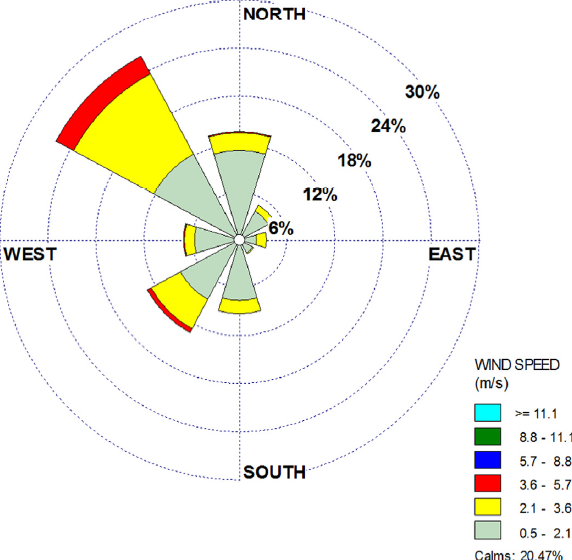 NORTH
30%
24%
18%
12%
6%
WEST
EAST
SOUTH
WIND SPEED
(m/s)
>= 11.1
8.8 - 11.1
5.7 - 8.8
3.6 - 5.7
2.1 - 3.6
0.5 - 2.1
Calms: 20.47%